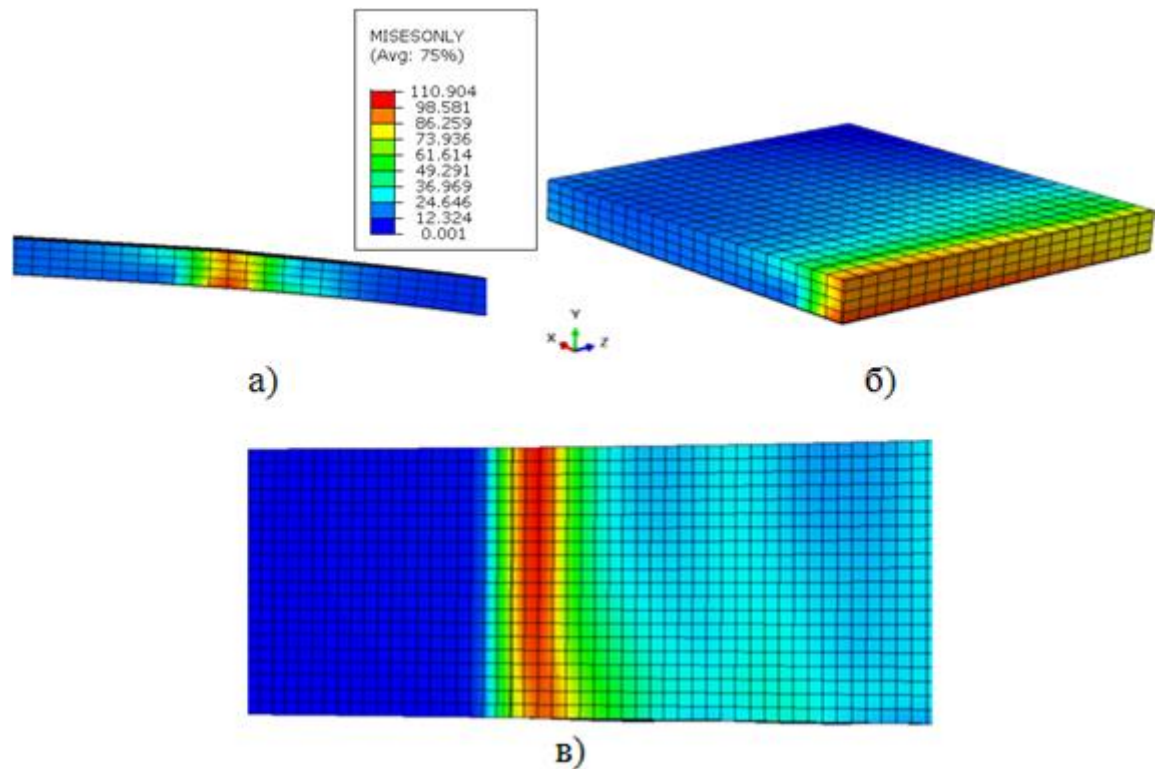 MISESONLY
(Avg: 75%)
110.904
98.581
86.259
73.936
61.614
49.291
36.969
24.646
12.324
0.001
Y
X
Z
а)
б)
в)